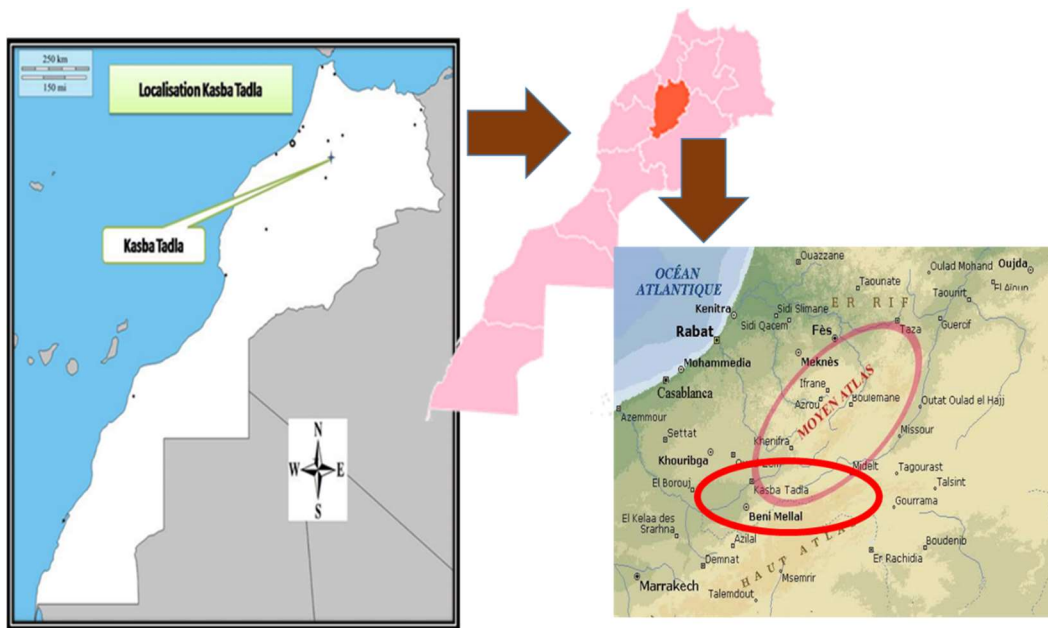 250 km
150 mi
Localisation Kasba Tadla
Kasba Tadla
N
W E
S
OCÉAN
ATLANTIQUE
Ouazzane
Oulad Mohand
Oujda
Taounate
Taourirt
El Aioun
Kenitra
Sidi Slimane
ER RIF
Sidi Qacem
Rabat
Fès
Taza
Guercif
Mohammedia
Meknès
Casablanca
Ifrane
Azrou
Boulemane
MOYEN ATLAS
Outat Oulad el Hajj
Azemmour
Settat
Khenifra
Missour
Khouribga
Midelt
Tagourast
El Borouj
Kasba Tadla
Talsint
Beni Mellal
Gourrama
El Kelaa des
Srarhna
Azilal
HAUT
Boudenib
Demnat
Er Rachidia
Marrakech
Msemrir
Talemdout